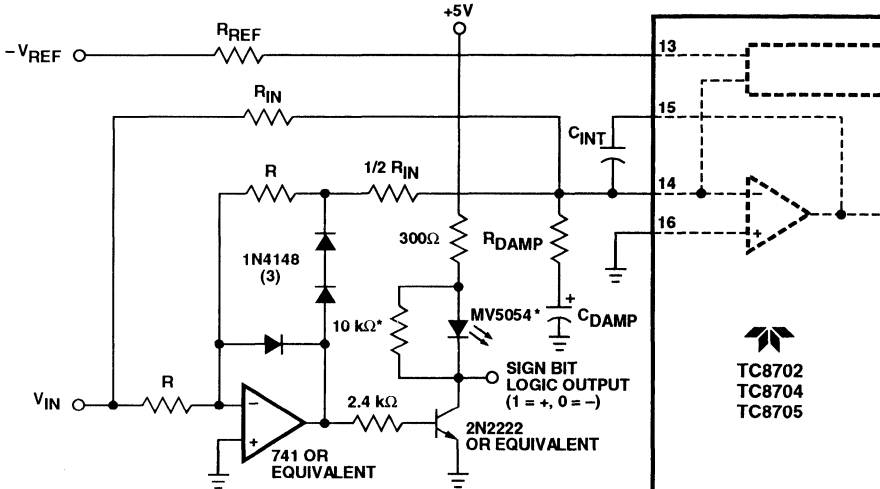 +5V
−VREF
RREF
13
RIN
15
CINT
R
1/2 RIN
14
−
16
+
300Ω
RDAMP
1N4148
(3)
10 kΩ*
MV5054*
+
CDAMP
SIGN BIT
LOGIC OUTPUT
(1 = +, 0 = −)
TC8702
TC8704
TC8705
VIN
R
−
+
2.4 kΩ
2N2222
OR EQUIVALENT
741 OR
EQUIVALENT